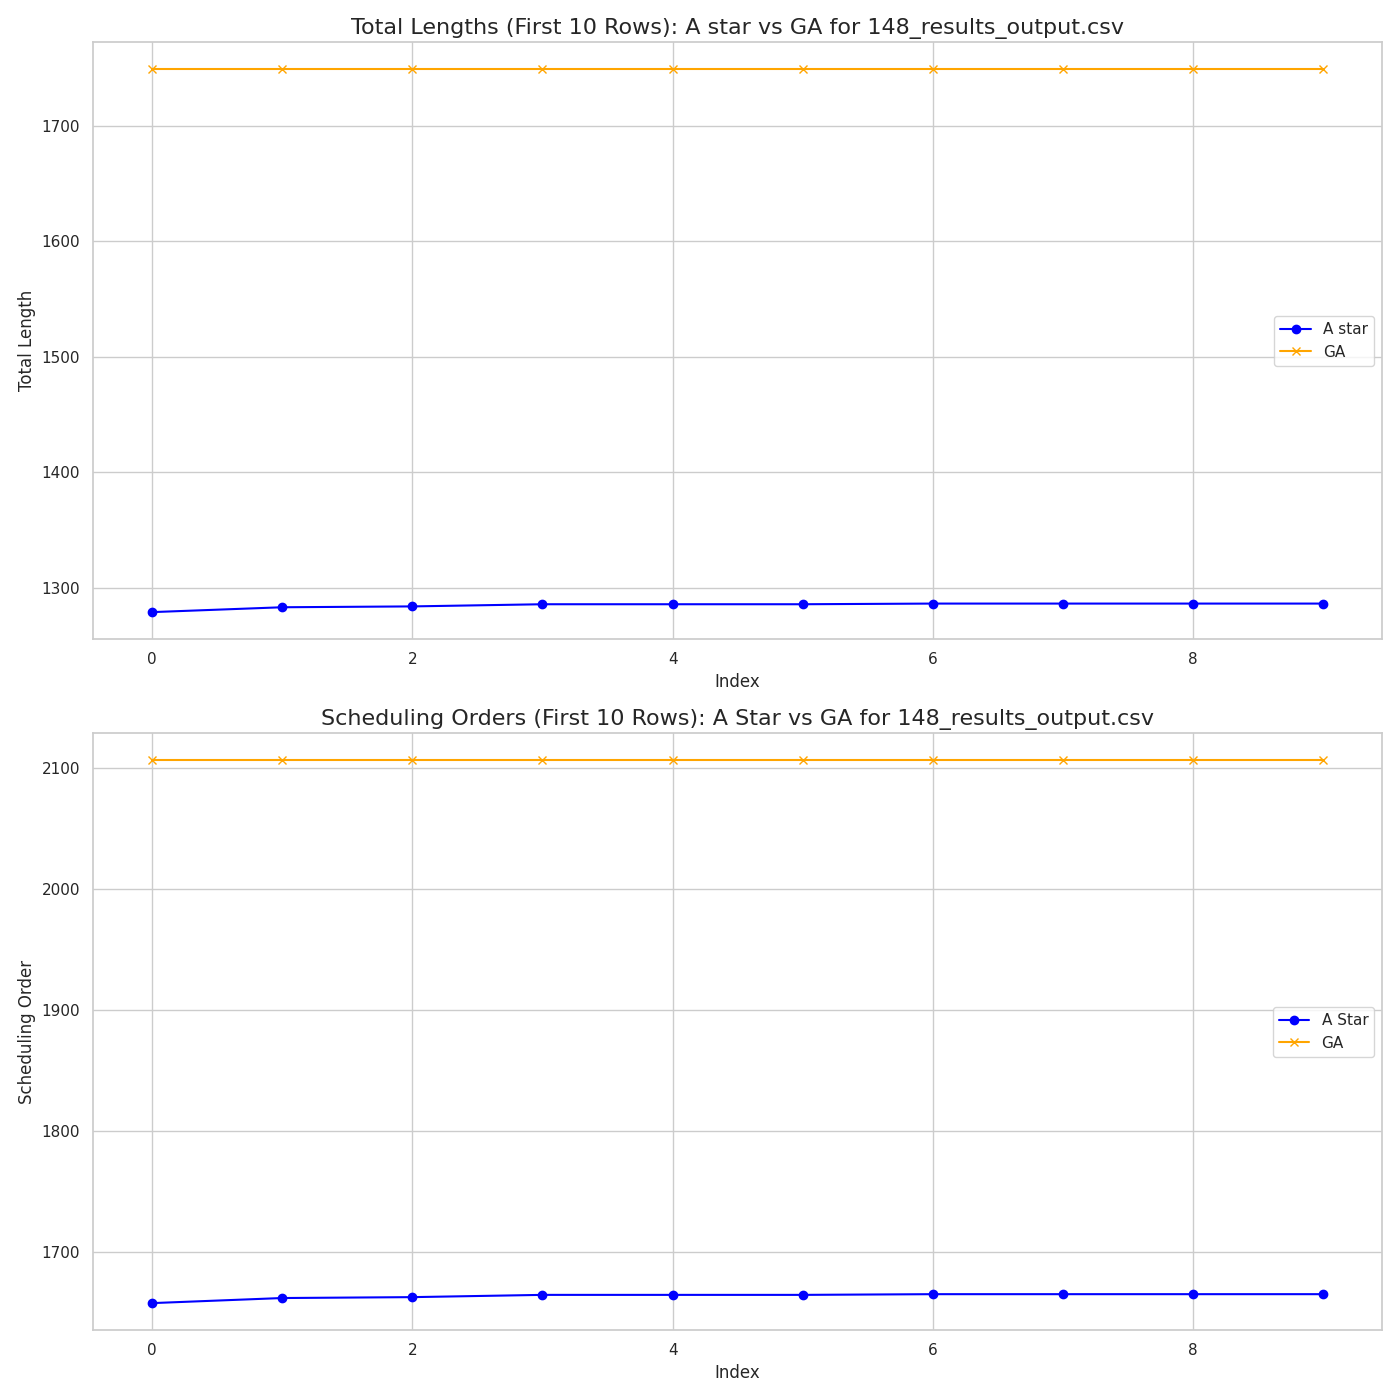 Total Lengths (First 10 Rows): A star vs GA for 148_results_output.csv
Total Length
1700
1600
1500
1400
1300
A star
GA
0 2 4 6 8
Index
Scheduling Orders (First 10 Rows): A Star vs GA for 148_results_output.csv
Scheduling Order
2100
2000
1900
1800
1700
A Star
GA
0 2 4 6 8
Index